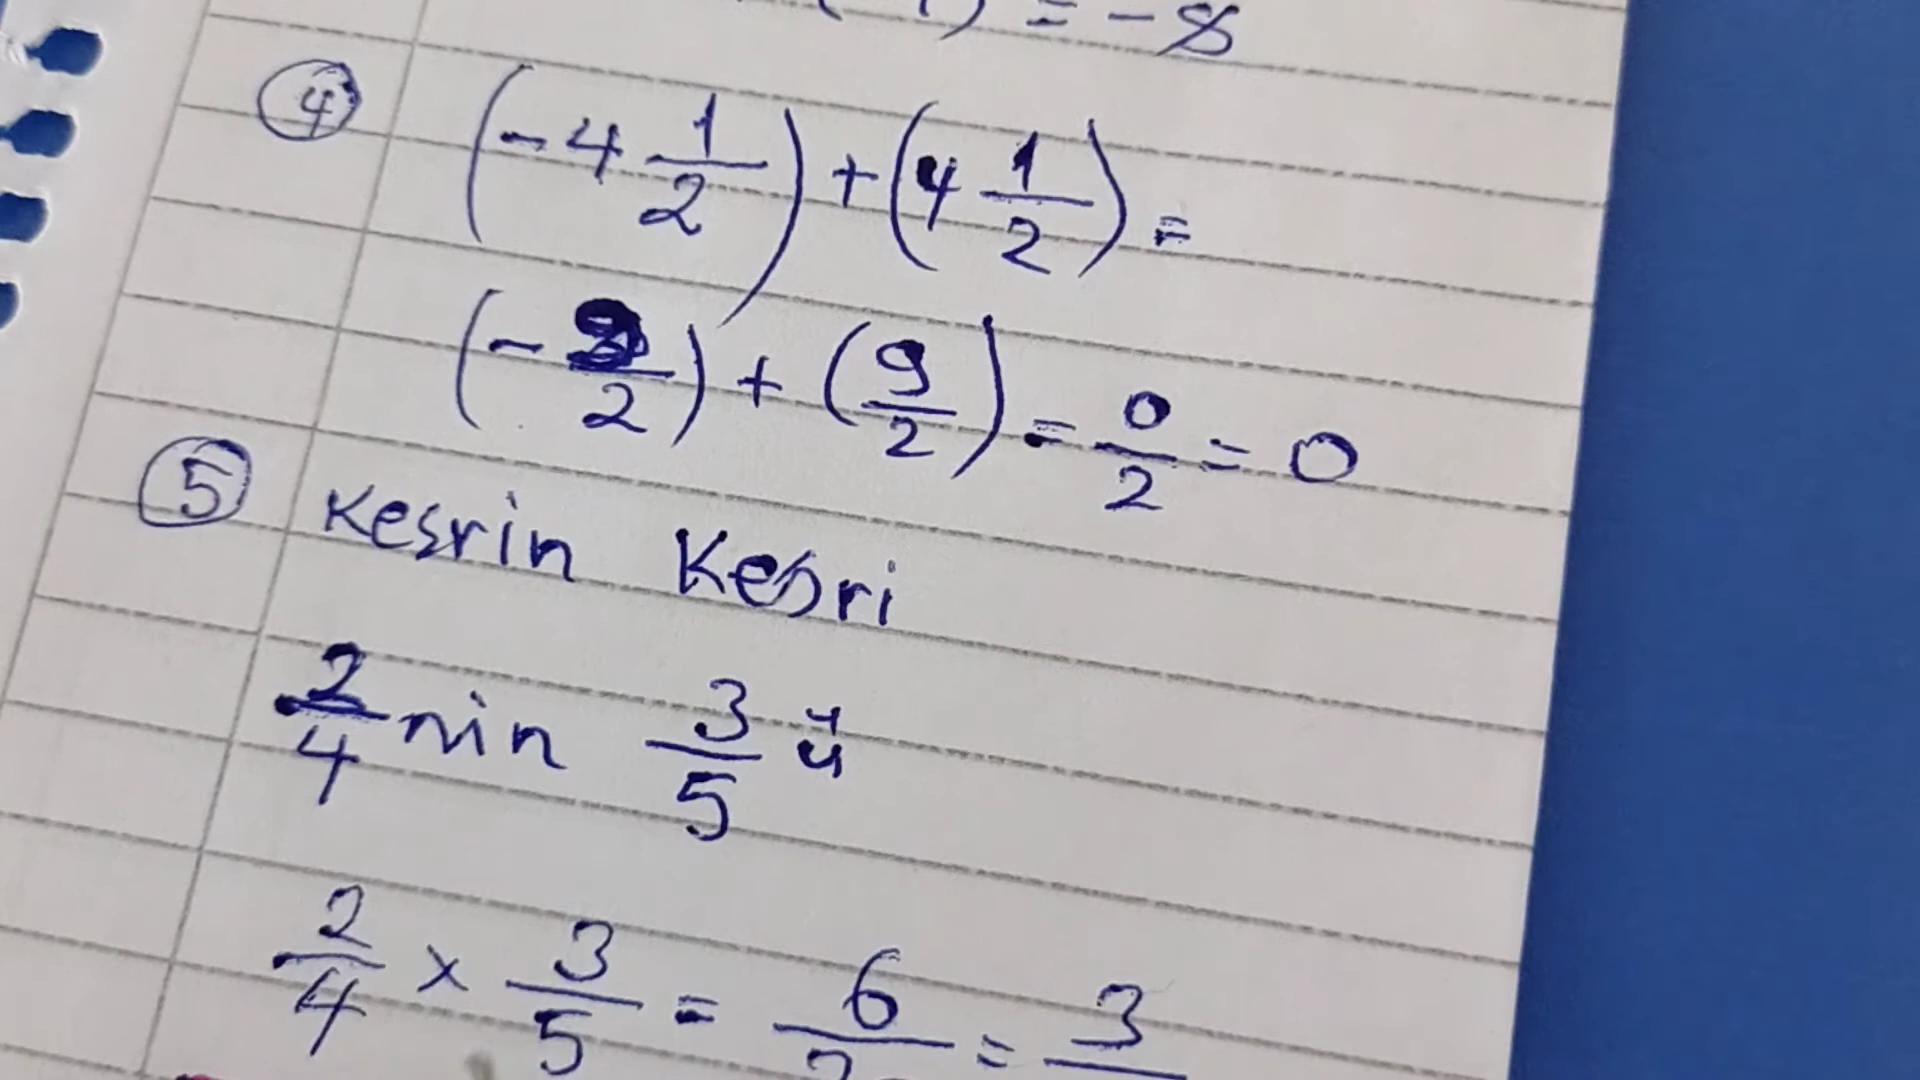 ) = -8
④ (-4 1/2) + (4 1/2) =
(-9/2) + (9/2) = 0/2 = 0
⑤ Kesrin Kesri
2/4 nin 3/5 ü
2/4 × 3/5 = 6/ = 3/